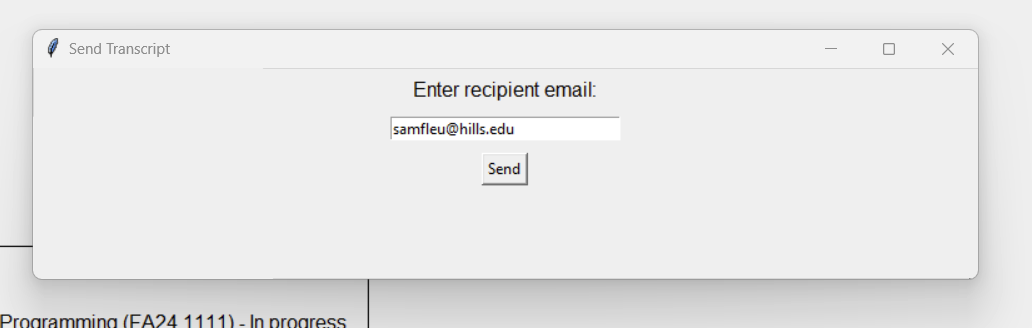 Send Transcript
Enter recipient email:
samfleu@hills.edu
Send
Programming (FA24 1111) - In progress